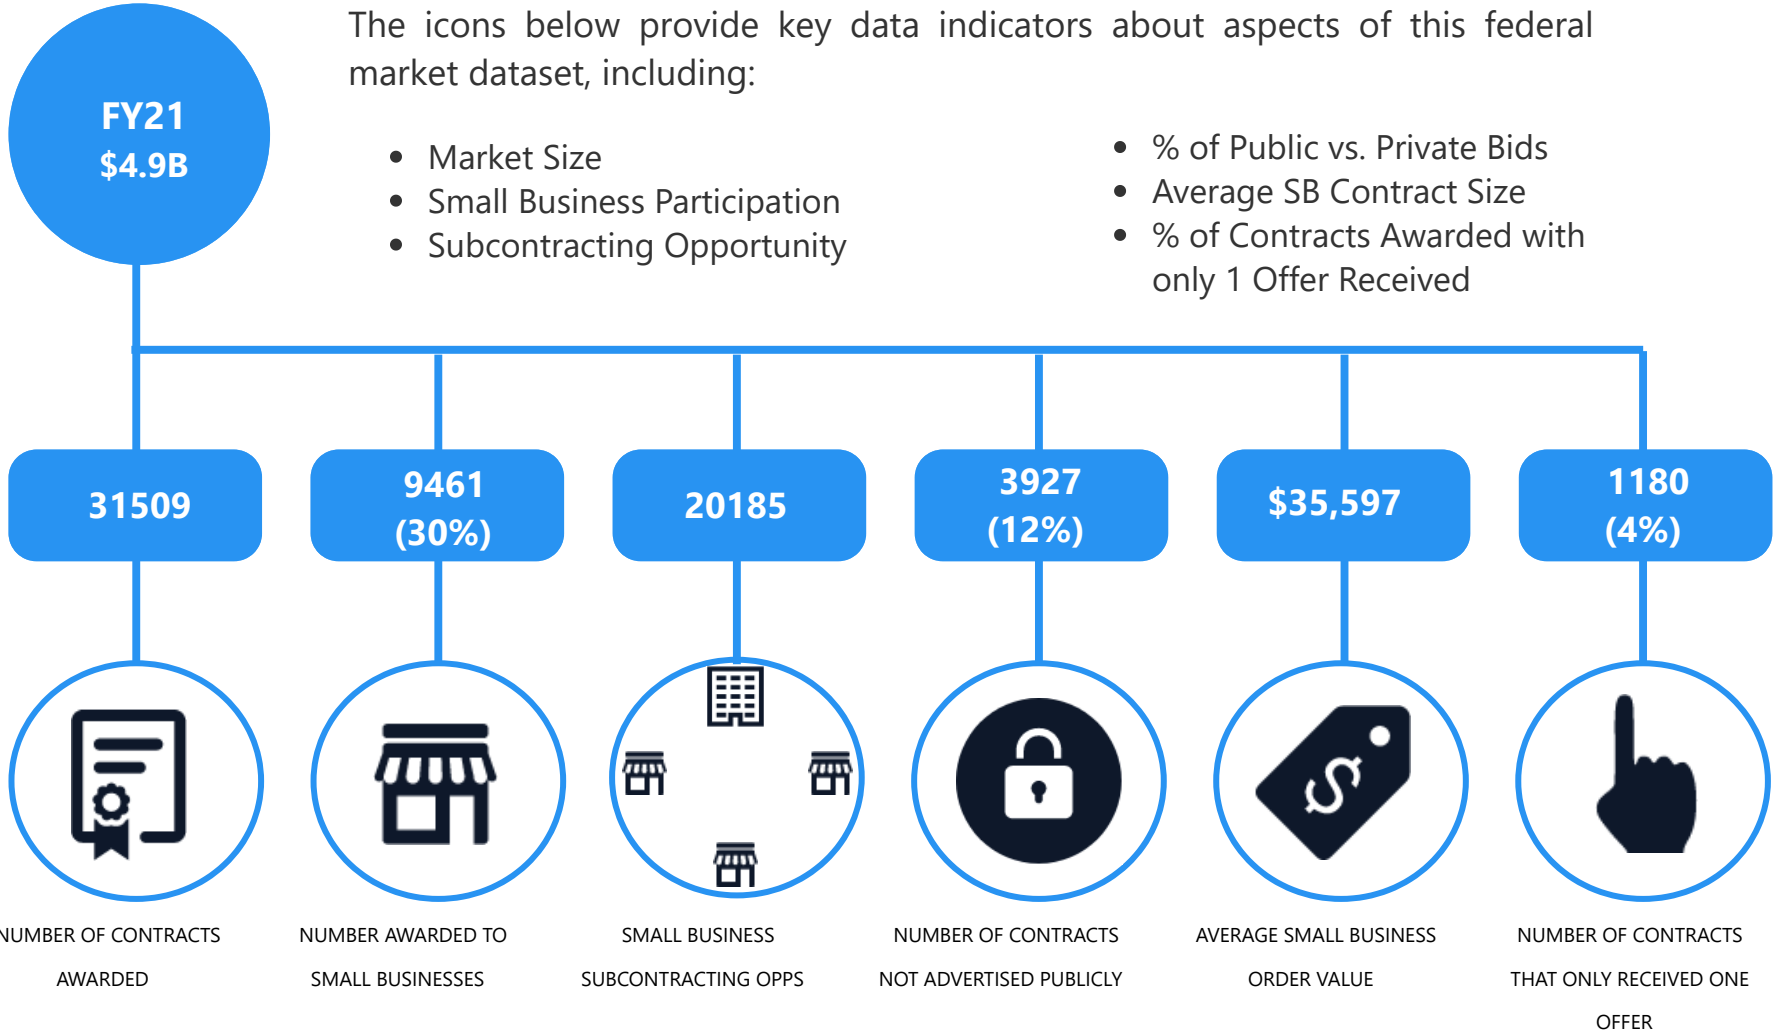 The icons below provide key data indicators about aspects of this federal
market dataset, including:
FY21
$4.9B
• Market Size
• Small Business Participation
• Subcontracting Opportunity
• % of Public vs. Private Bids
• Average SB Contract Size
• % of Contracts Awarded with
only 1 Offer Received
31509
9461
(30%)
20185
3927
(12%)
$35,597
1180
(4%)
$
NUMBER OF CONTRACTS
AWARDED
NUMBER AWARDED TO
SMALL BUSINESSES
SMALL BUSINESS
SUBCONTRACTING OPPS
NUMBER OF CONTRACTS
NOT ADVERTISED PUBLICLY
AVERAGE SMALL BUSINESS
ORDER VALUE
NUMBER OF CONTRACTS
THAT ONLY RECEIVED ONE
OFFER